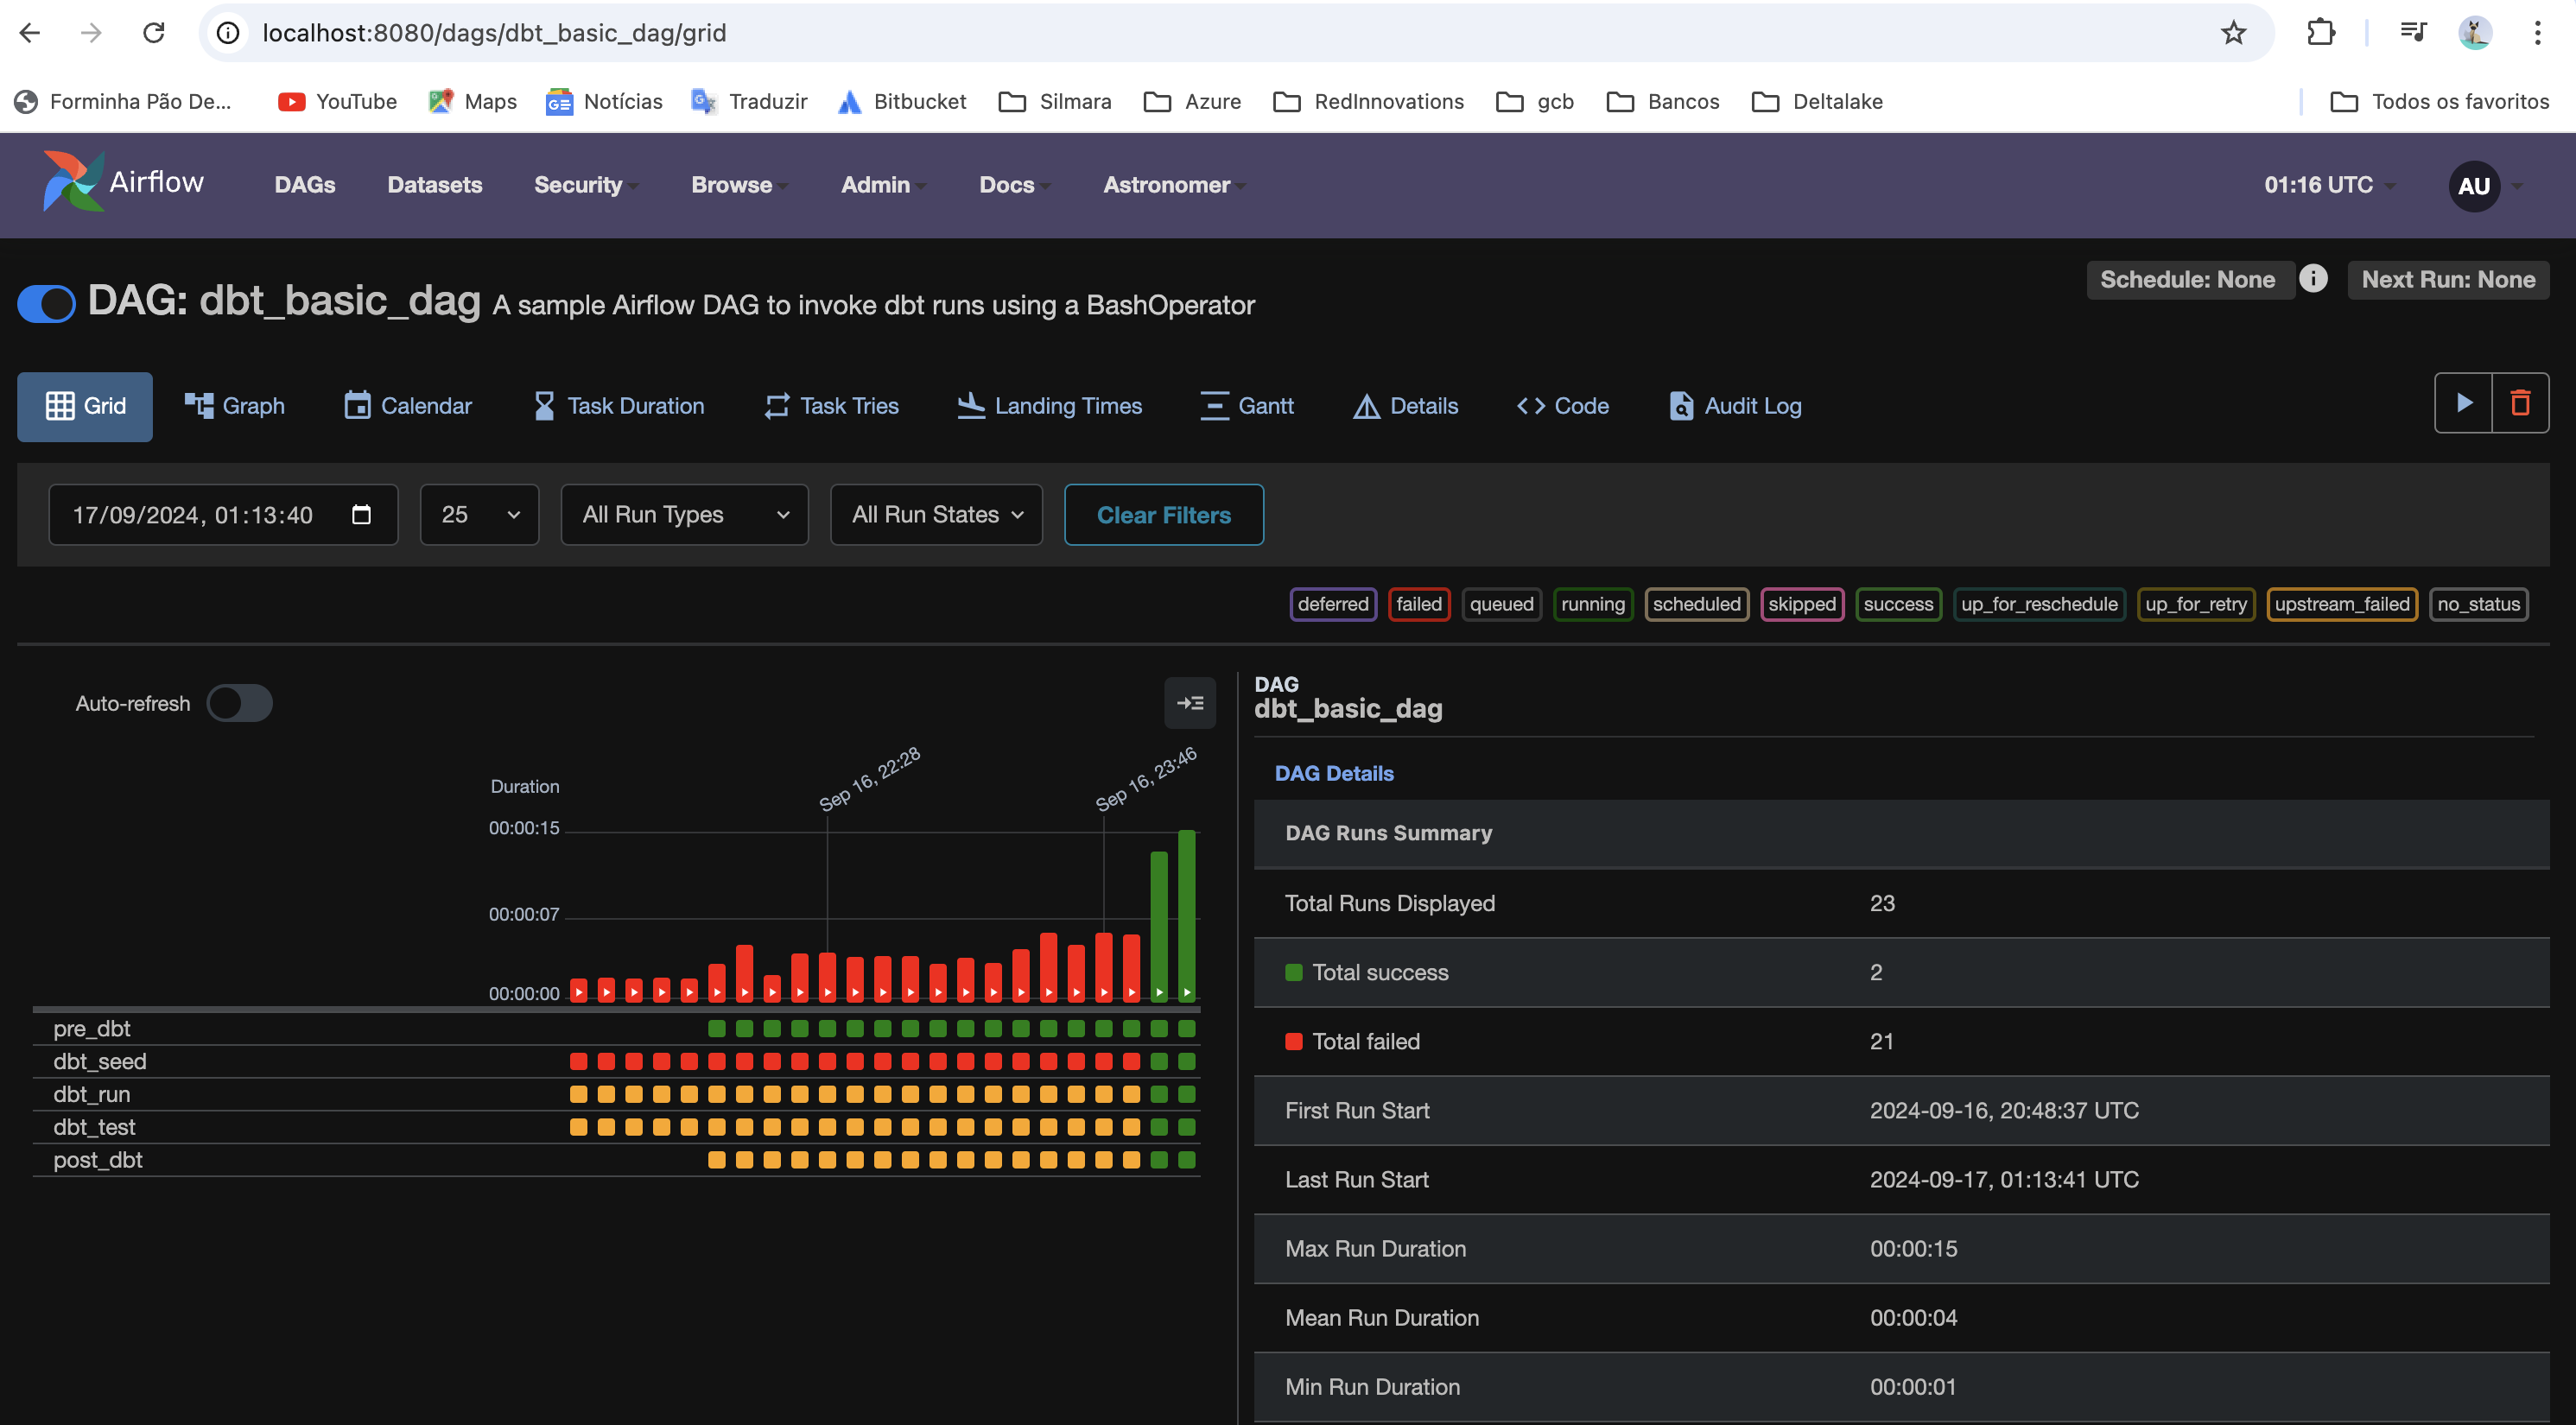 localhost:8080/dags/dbt_basic_dag/grid
Forminha Pão De... YouTube Maps Notícias Traduzir Bitbucket Silmara Azure RedInnovations gcb Bancos Deltalake Todos os favoritos
Airflow DAGs Datasets Security Browse Admin Docs Astronomer 01:16 UTC AU
DAG: dbt_basic_dag A sample Airflow DAG to invoke dbt runs using a BashOperator
Schedule: None Next Run: None
Grid Graph Calendar Task Duration Task Tries Landing Times Gantt Details Code Audit Log
17/09/2024, 01:13:40 25 All Run Types All Run States Clear Filters
deferred failed queued running scheduled skipped success up_for_reschedule up_for_retry upstream_failed no_status
Auto-refresh
Sep 16, 22:28 Sep 16, 23:46
Duration
00:00:15
00:00:07
00:00:00
pre_dbt
dbt_seed
dbt_run
dbt_test
post_dbt
DAG
dbt_basic_dag
DAG Details
DAG Runs Summary
Total Runs Displayed 23
Total success 2
Total failed 21
First Run Start 2024-09-16, 20:48:37 UTC
Last Run Start 2024-09-17, 01:13:41 UTC
Max Run Duration 00:00:15
Mean Run Duration 00:00:04
Min Run Duration 00:00:01